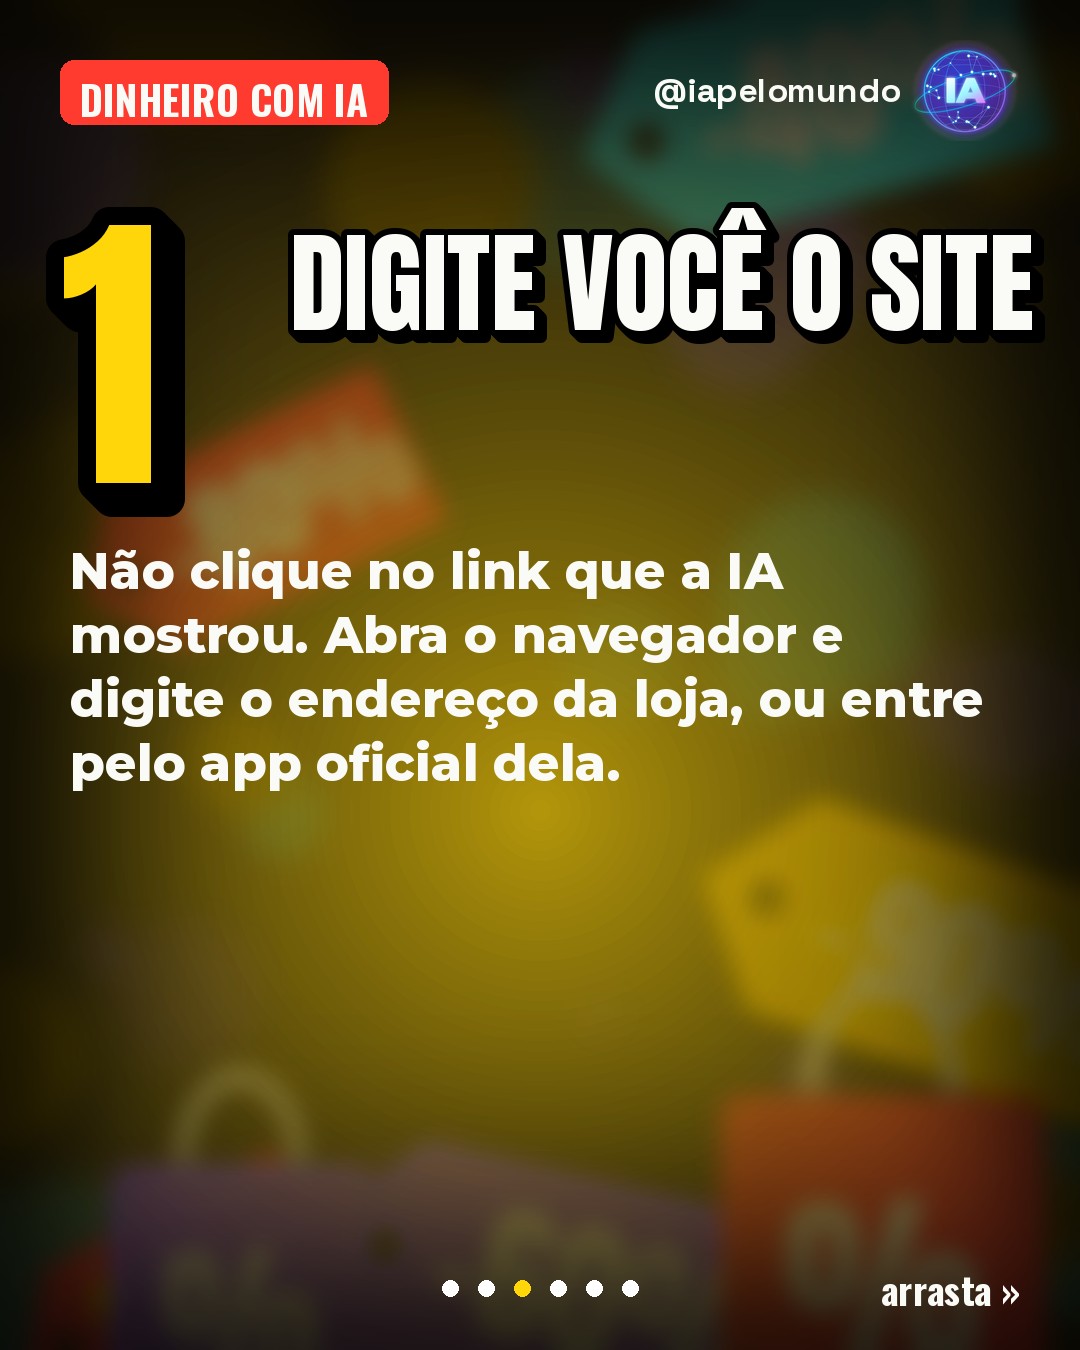 DINHEIRO COM IA
@iapelomundo
IA
1
DIGITE VOCÊ O SITE
Não clique no link que a IA
mostrou. Abra o navegador e
digite o endereço da loja, ou entre
pelo app oficial dela.
%
%
arrasta »